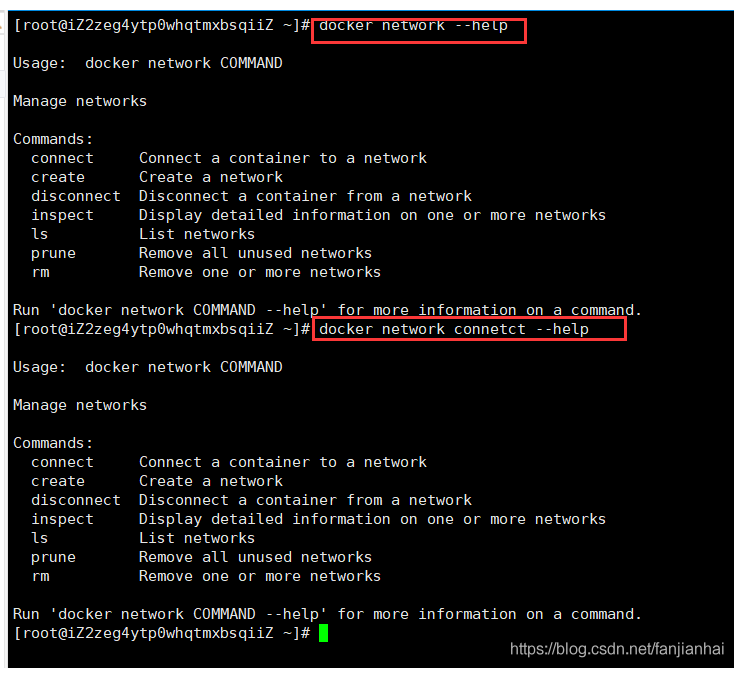 [root@iZ2zeg4ytp0whqtmxbsqiiZ ~]# docker network --help
Usage:  docker network COMMAND
Manage networks
Commands:
  connect     Connect a container to a network
  create      Create a network
  disconnect  Disconnect a container from a network
  inspect     Display detailed information on one or more networks
  ls          List networks
  prune       Remove all unused networks
  rm          Remove one or more networks
Run 'docker network COMMAND --help' for more information on a command.
[root@iZ2zeg4ytp0whqtmxbsqiiZ ~]# docker network connetct --help
Usage:  docker network COMMAND
Manage networks
Commands:
  connect     Connect a container to a network
  create      Create a network
  disconnect  Disconnect a container from a network
  inspect     Display detailed information on one or more networks
  ls          List networks
  prune       Remove all unused networks
  rm          Remove one or more networks
Run 'docker network COMMAND --help' for more information on a command.
[root@iZ2zeg4ytp0whqtmxbsqiiZ ~]#
https://blog.csdn.net/fanjianhai